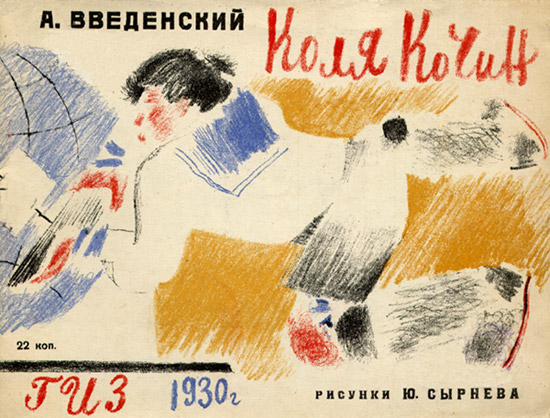 А. ВВЕДЕНСКИЙ
Коля Кочин
22 коп.
ГИЗ 1930г
РИСУНКИ Ю. СЫРНЕВА